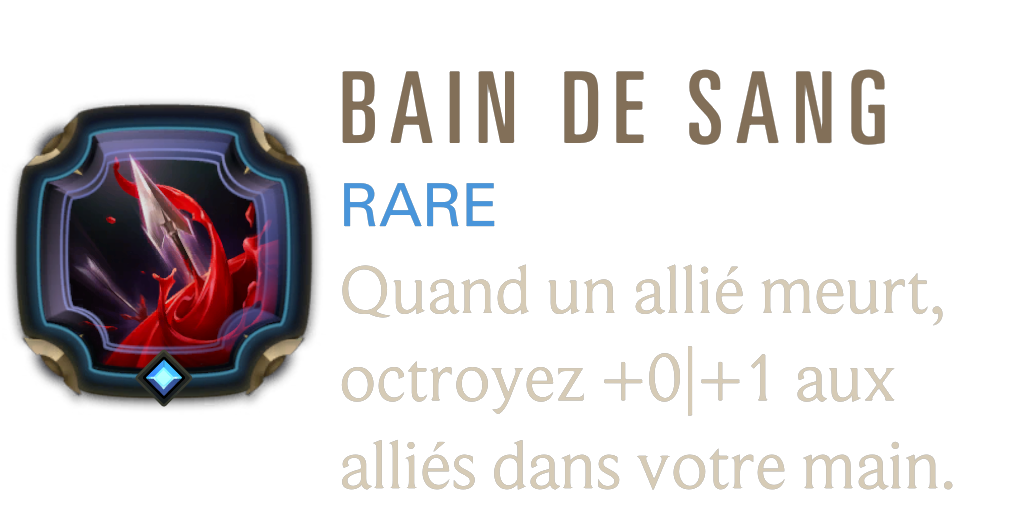 BAIN DE SANG
RARE
Quand un allié meurt,
octroyez +0|+1 aux
alliés dans votre main.